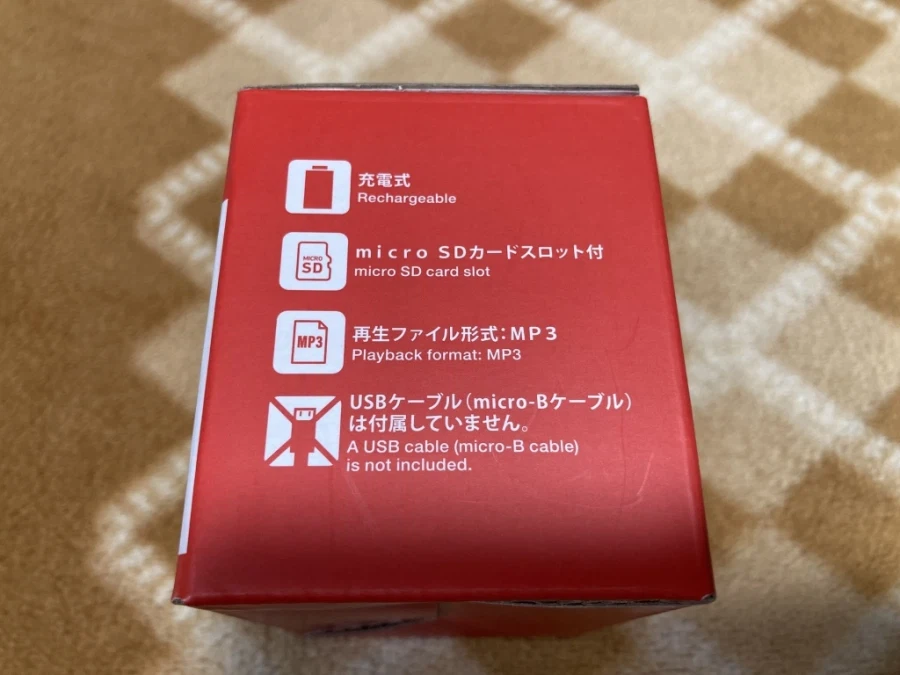 充電式
Rechargeable
MICRO
SD
micro SDカードスロット付
micro SD card slot
MP3
再生ファイル形式:MP3
Playback format: MP3
USBケーブル(micro-Bケーブル)
は付属していません。
A USB cable (micro-B cable)
is not included.